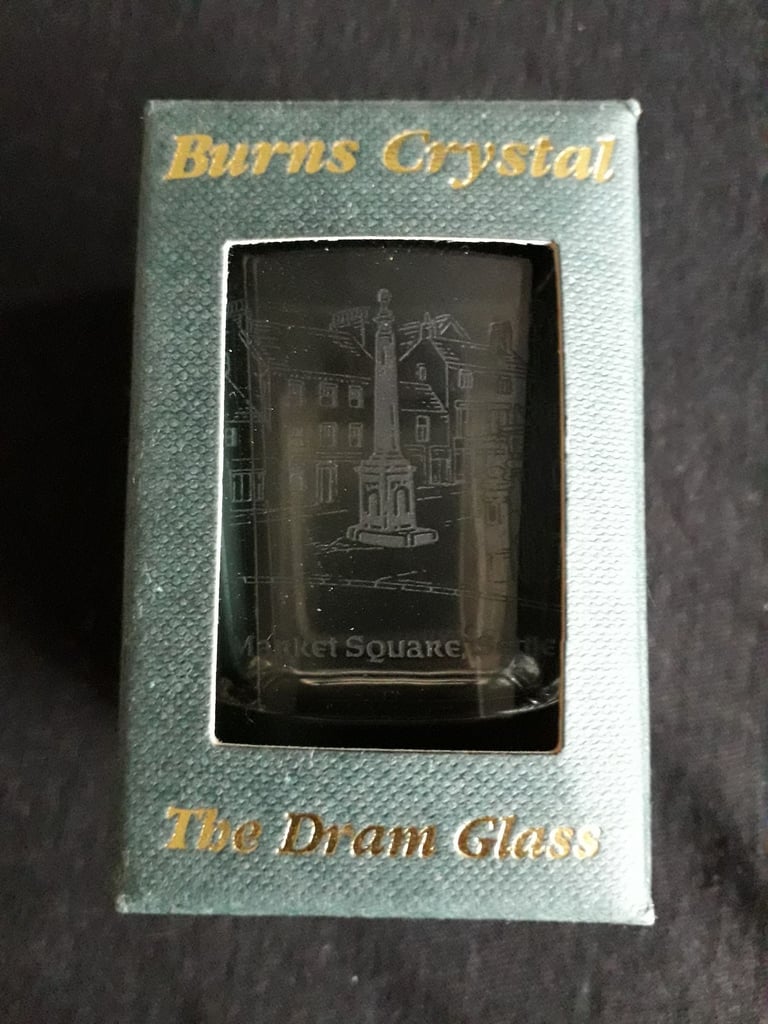 Burns Crystal
Market Square,
The Dram Glass